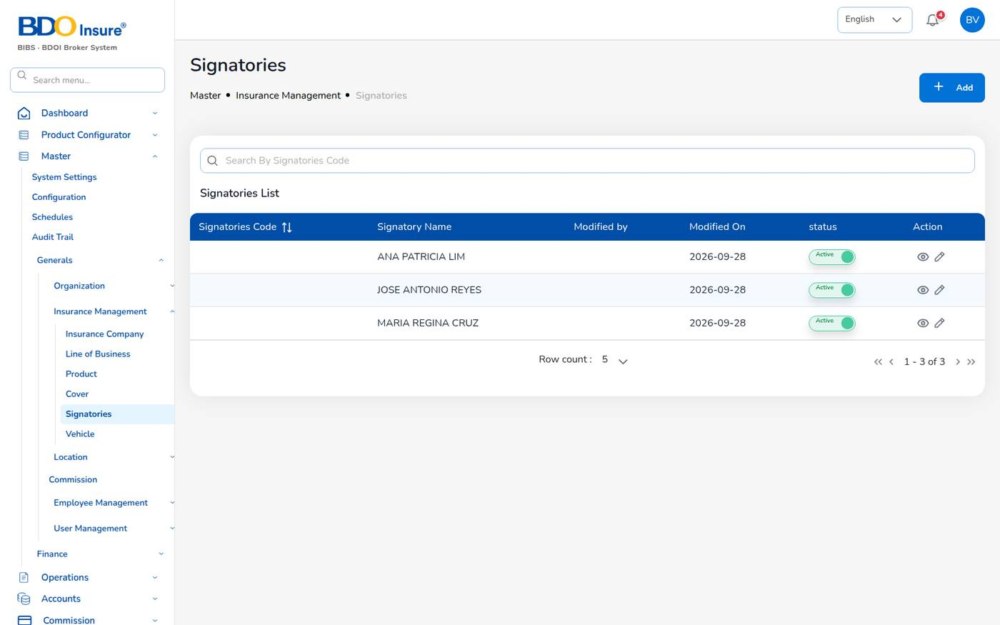 BDO Insure®
BIBS · BDOI Broker System
Search menu...
Dashboard
Product Configurator
Master
System Settings
Configuration
Schedules
Audit Trail
Generals
Organization
Insurance Management
Insurance Company
Line of Business
Product
Cover
Signatories
Vehicle
Location
Commission
Employee Management
User Management
Finance
Operations
Accounts
Commission
English
4
BV
Signatories
Master • Insurance Management • Signatories
+ Add
Search By Signatories Code
Signatories List
Signatories Code Signatory Name Modified by Modified On status Action
ANA PATRICIA LIM 2026-09-28 Active
JOSE ANTONIO REYES 2026-09-28 Active
MARIA REGINA CRUZ 2026-09-28 Active
Row count : 5 1 - 3 of 3